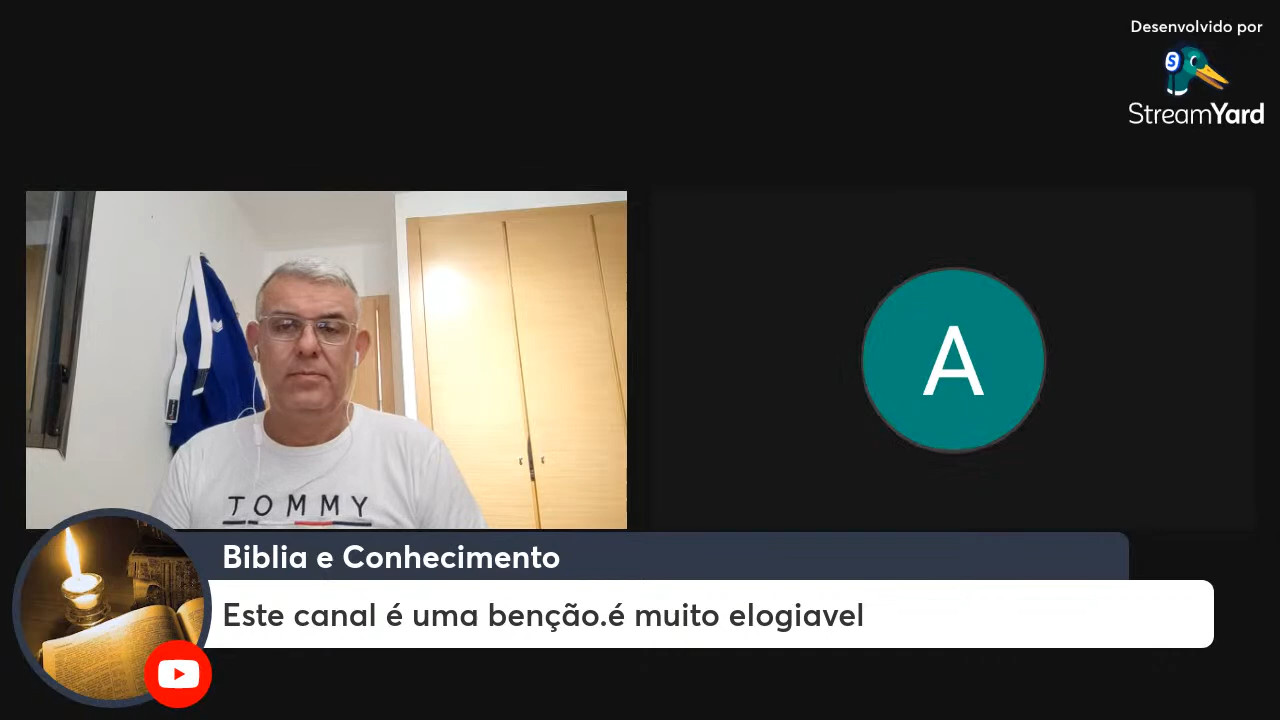 Desenvolvido por
StreamYard
A
TOMMY
Biblia e Conhecimento
Este canal é uma benção.é muito elogiavel